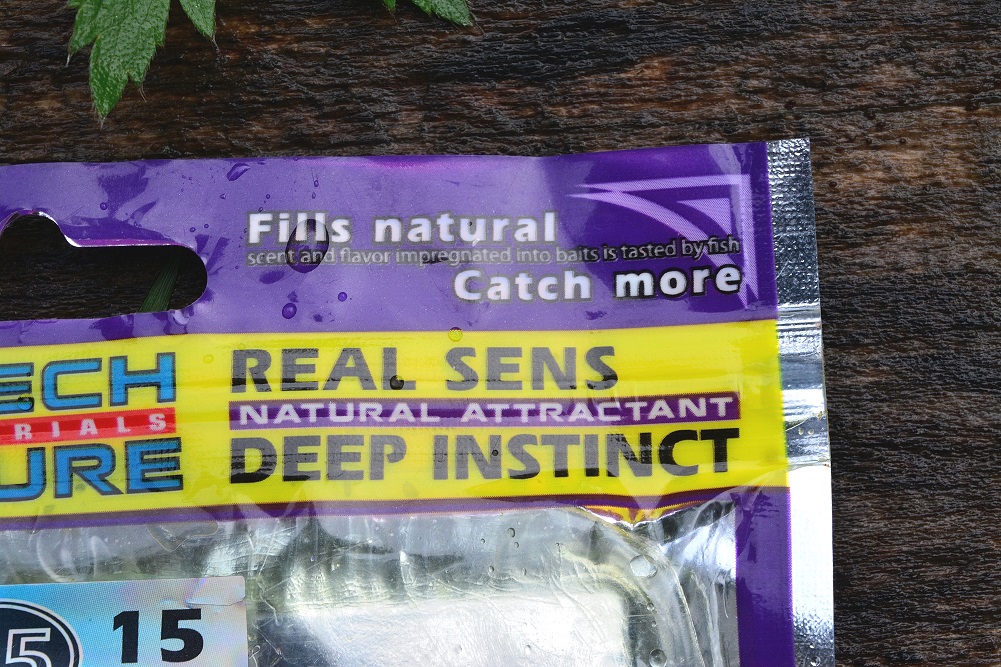 Fills natural
scent and flavor impregnated into baits is tasted by fish
Catch more
ECH
RIALS
URE
REAL SENS
NATURAL ATTRACTANT
DEEP INSTINCT
5
15